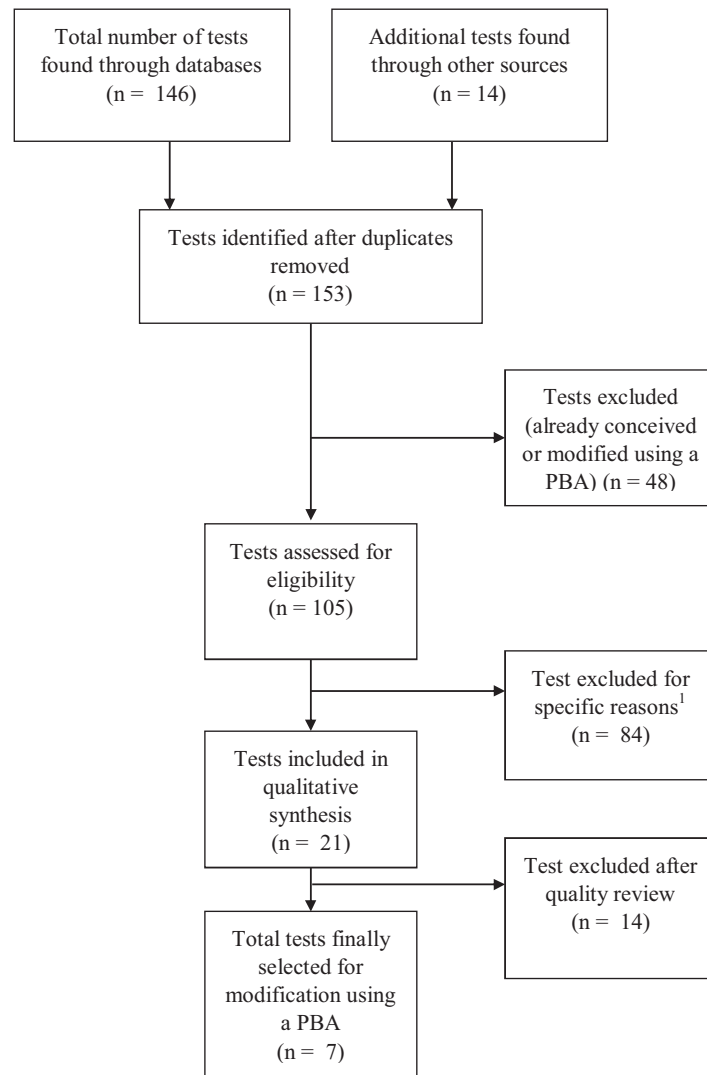 Total number of tests
found through databases
(n = 146)
Additional tests found
through other sources
(n = 14)
Tests identified after duplicates
removed
(n = 153)
Tests excluded
(already conceived
or modified using a
PBA) (n = 48)
Tests assessed for
eligibility
(n = 105)
Test excluded for
specific reasons¹
(n = 84)
Tests included in
qualitative
synthesis
(n = 21)
Test excluded after
quality review
(n = 14)
Total tests finally
selected for
modification using
a PBA
(n = 7)